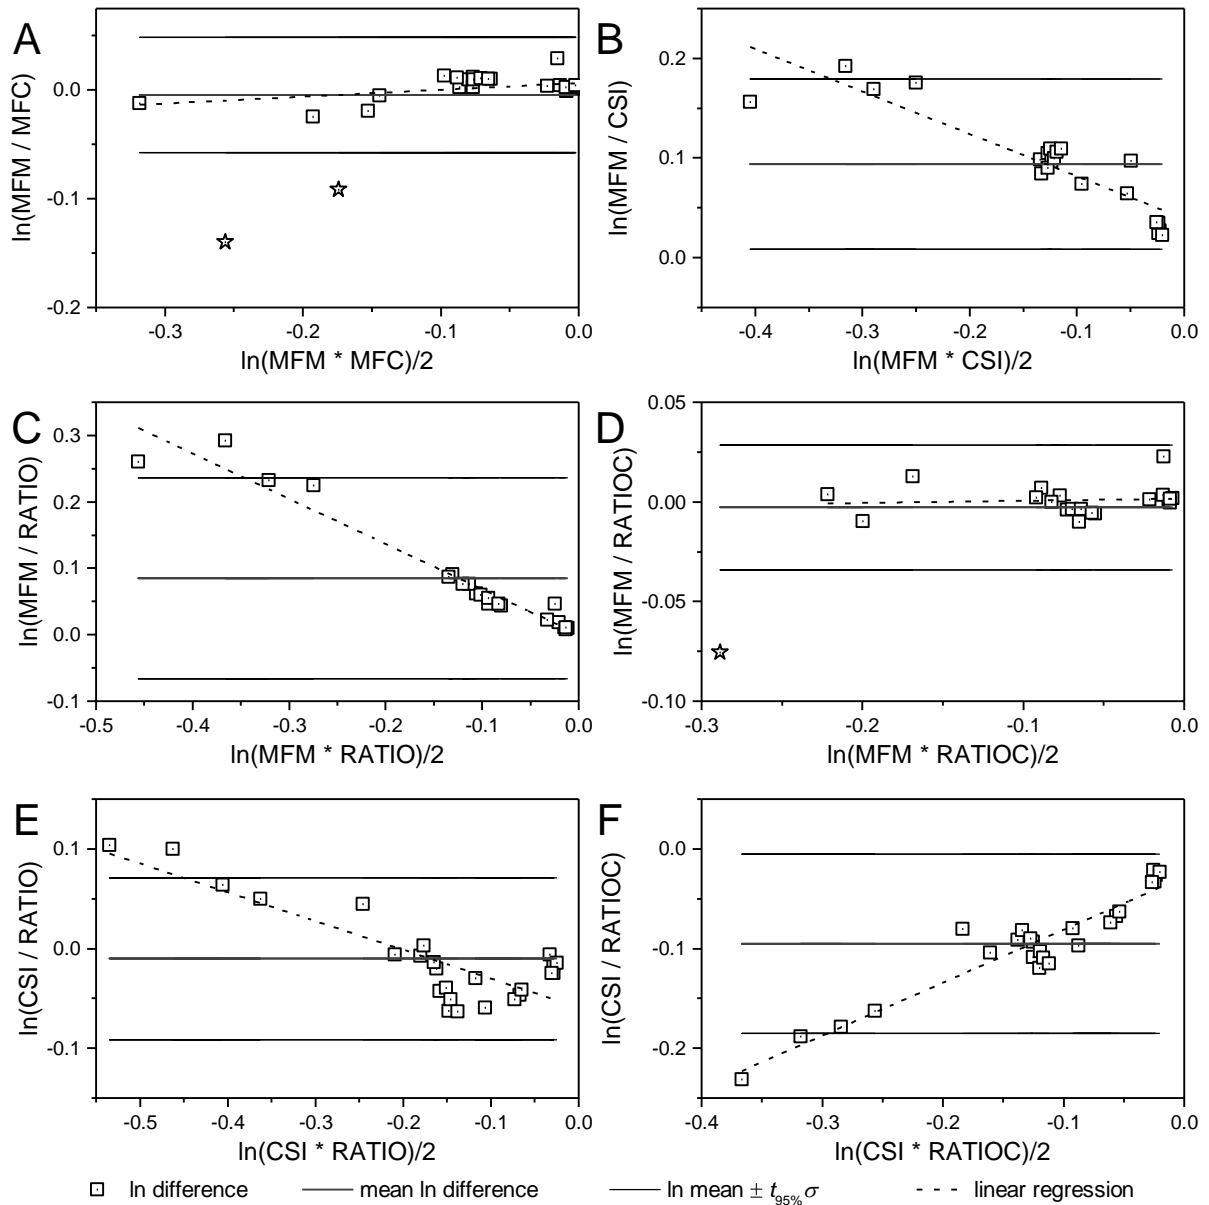 A
ln(MFM / MFC)
0.0
-0.1
-0.2
-0.3 -0.2 -0.1 0.0
ln(MFM * MFC)/2
B
ln(MFM / CSI)
0.2
0.1
0.0
-0.4 -0.3 -0.2 -0.1 0.0
ln(MFM * CSI)/2
C
ln(MFM / RATIO)
0.3
0.2
0.1
0.0
-0.1
-0.5 -0.4 -0.3 -0.2 -0.1 0.0
ln(MFM * RATIO)/2
D
ln(MFM / RATIOC)
0.05
0.00
-0.05
-0.10
-0.3 -0.2 -0.1 0.0
ln(MFM * RATIOC)/2
E
ln(CSI / RATIO)
0.1
0.0
-0.1
-0.5 -0.4 -0.3 -0.2 -0.1 0.0
ln(CSI * RATIO)/2
F
ln(CSI / RATIOC)
0.0
-0.1
-0.2
-0.4 -0.3 -0.2 -0.1 0.0
ln(CSI * RATIOC)/2
ln difference mean ln difference ln mean ± t95%σ linear regression